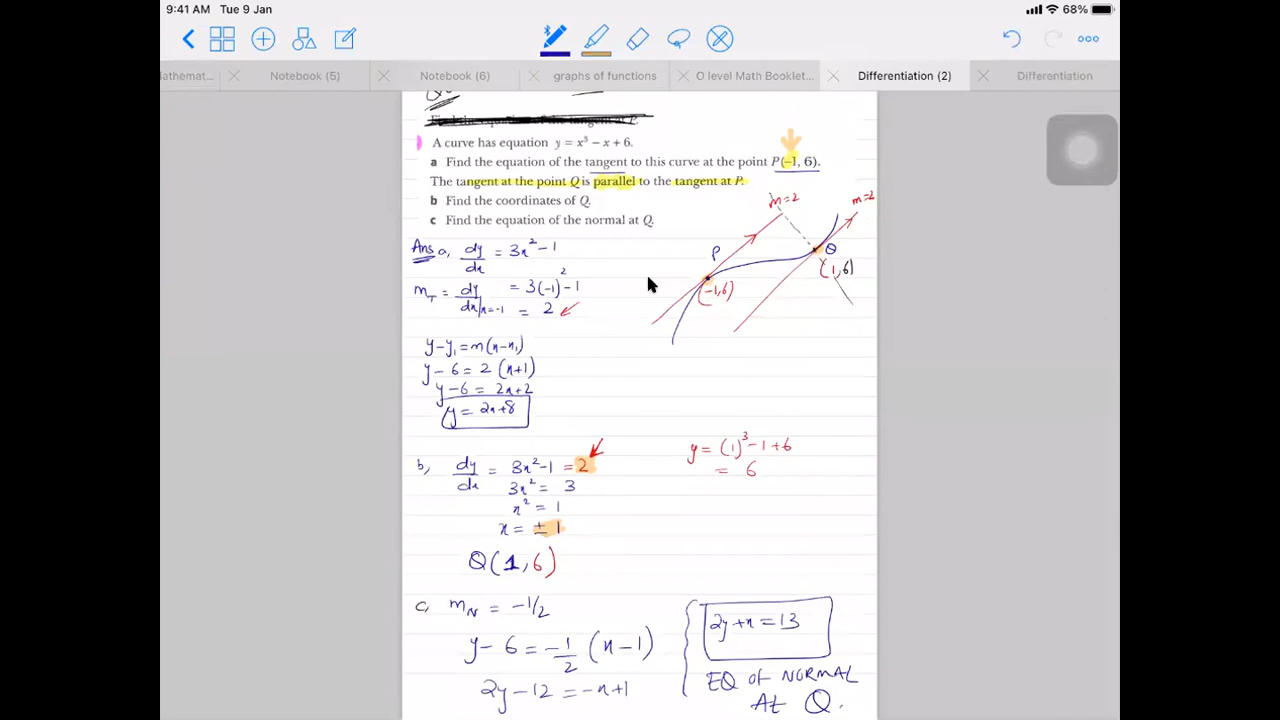 9:41 AM Tue 9 Jan 68%
Mathemat... Notebook (5) Notebook (6) graphs of functions O level Math Booklet... Differentiation (2) Differentiation
A curve has equation y = x³ − x + 6.
a Find the equation of the tangent to this curve at the point P(−1, 6).
The tangent at the point Q is parallel to the tangent at P.
b Find the coordinates of Q.
c Find the equation of the normal at Q.
m=2
m=2
P
Q
(-1,6)
(1,6)
Ans a, dy/dx = 3x² − 1
m_T = dy/dx|x=-1 = 3(-1)² − 1
= 2
y − y₁ = m(x − x₁)
y − 6 = 2(x+1)
y − 6 = 2x+2
y = 2x+8
b, dy/dx = 3x² − 1 = 2
3x² = 3
x² = 1
x = ± 1
Q(1, 6)
y = (1)³ − 1 + 6
= 6
c, m_N = −1/2
y − 6 = −1/2 (x − 1)
2y − 12 = −x+1
2y + x = 13
EQ OF NORMAL
AT Q.